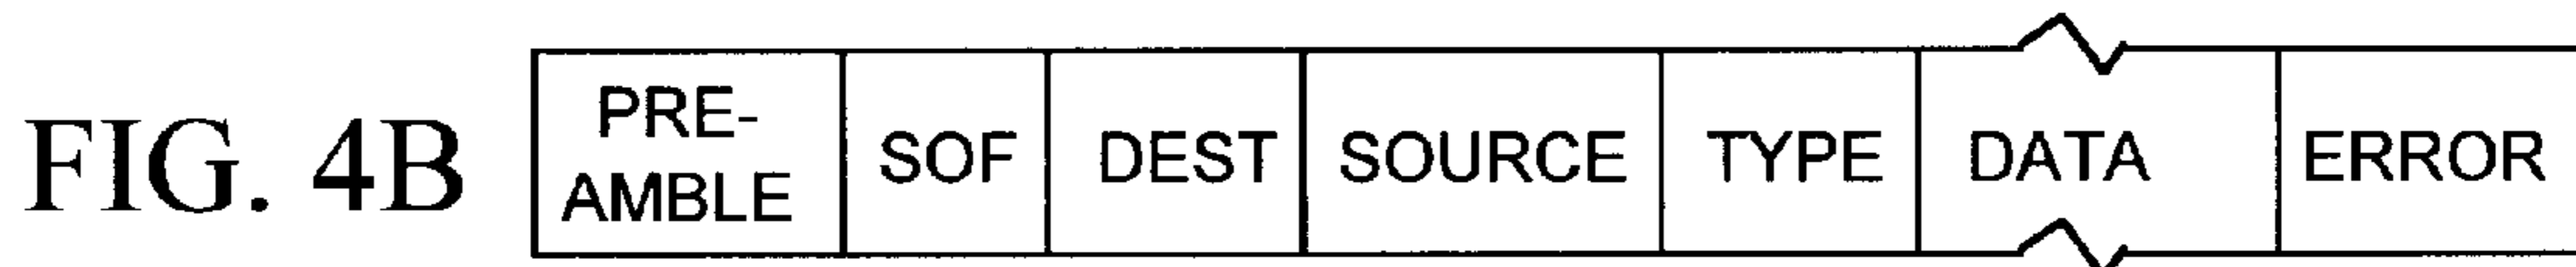 FIG. 4B
PRE-
AMBLE
SOF
DEST
SOURCE
TYPE
DATA
ERROR